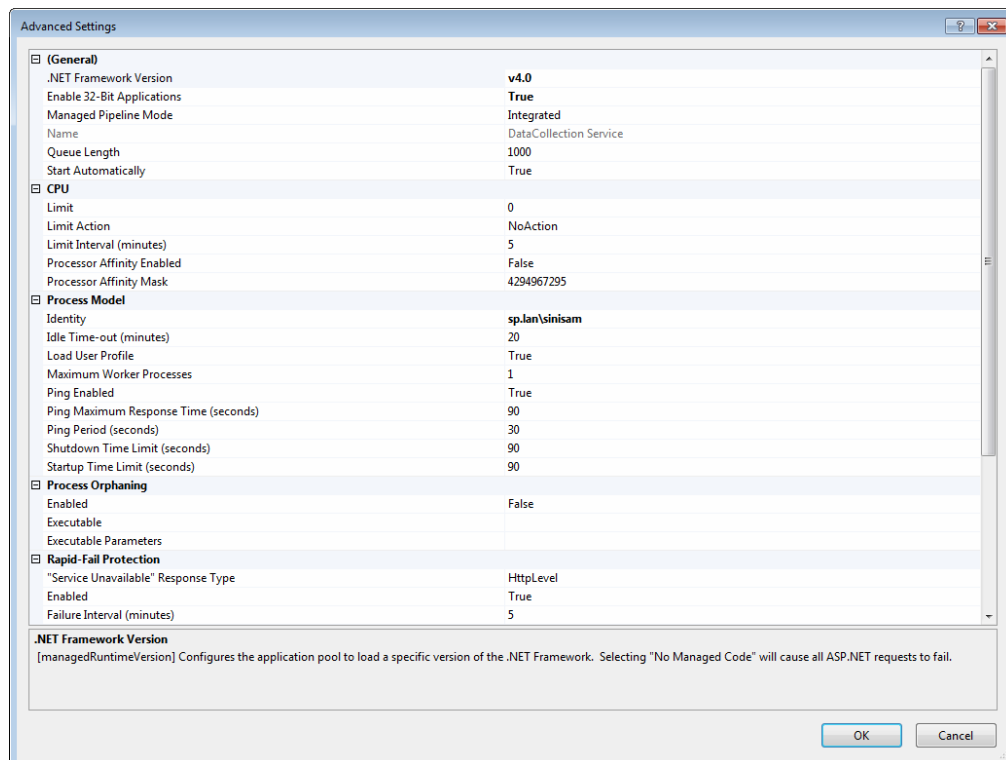 Advanced Settings
(General)
.NET Framework Version v4.0
Enable 32-Bit Applications True
Managed Pipeline Mode Integrated
Name DataCollection Service
Queue Length 1000
Start Automatically True
CPU
Limit 0
Limit Action NoAction
Limit Interval (minutes) 5
Processor Affinity Enabled False
Processor Affinity Mask 4294967295
Process Model
Identity sp.lan\sinisam
Idle Time-out (minutes) 20
Load User Profile True
Maximum Worker Processes 1
Ping Enabled True
Ping Maximum Response Time (seconds) 90
Ping Period (seconds) 30
Shutdown Time Limit (seconds) 90
Startup Time Limit (seconds) 90
Process Orphaning
Enabled False
Executable
Executable Parameters
Rapid-Fail Protection
"Service Unavailable" Response Type HttpLevel
Enabled True
Failure Interval (minutes) 5
.NET Framework Version
[managedRuntimeVersion] Configures the application pool to load a specific version of the .NET Framework. Selecting "No Managed Code" will cause all ASP.NET requests to fail.
OK Cancel